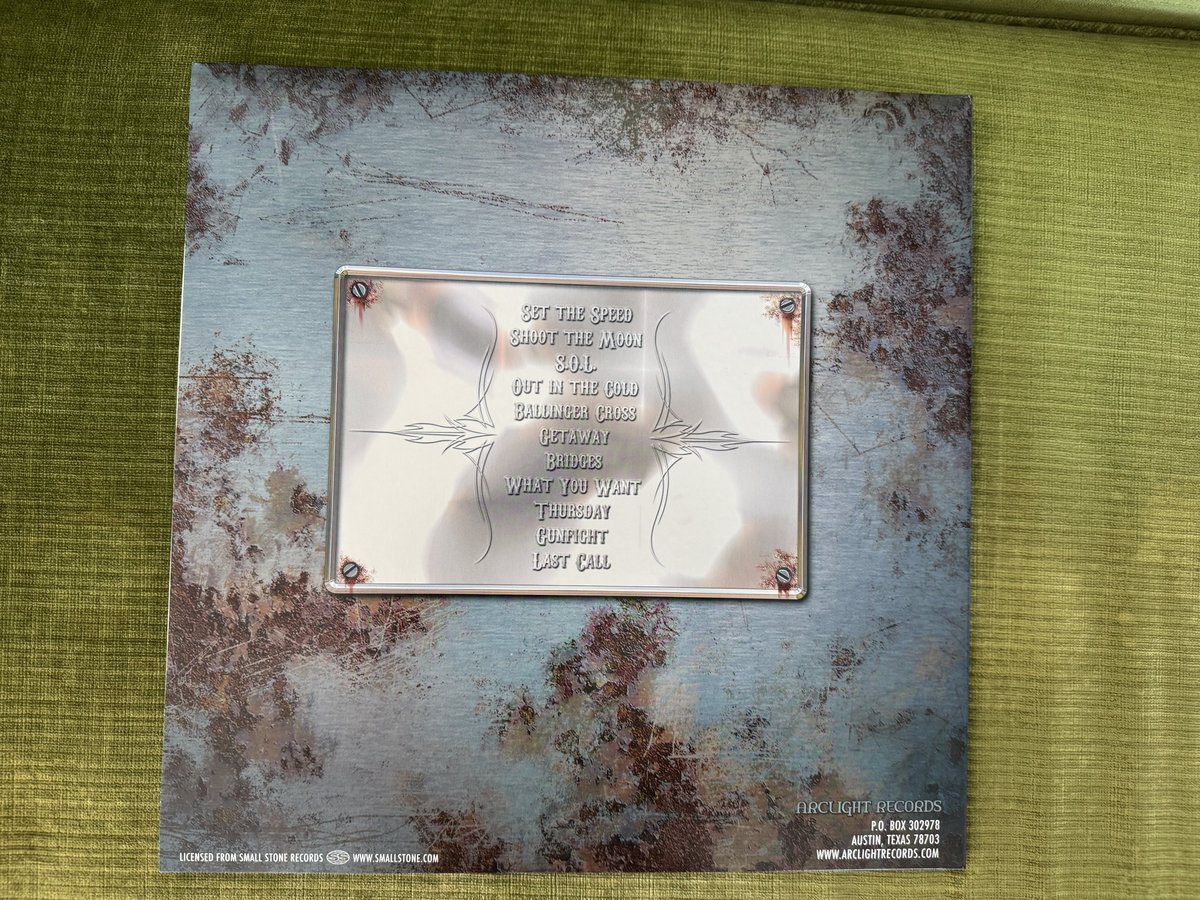 Set the Speed
Shoot the Moon
S.O.L.
Out in the Cold
Ballinger Cross
Getaway
Bridges
What You Want
Thursday
Gunfight
Last Call
ARCLIGHT RECORDS
P.O. BOX 302978
AUSTIN, TEXAS 78703
WWW.ARCLIGHTRECORDS.COM
LICENSED FROM SMALL STONE RECORDS WWW.SMALLSTONE.COM